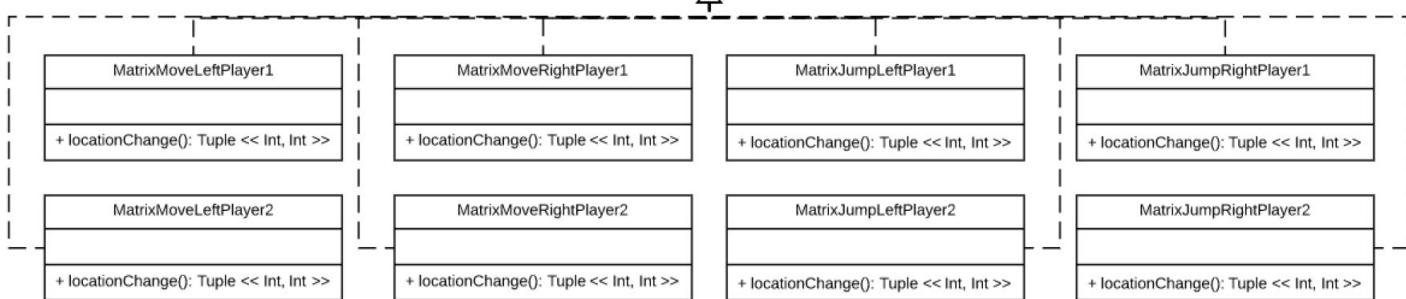 MatrixMoveLeftPlayer1
+ locationChange(): Tuple << Int, Int >>
MatrixMoveRightPlayer1
+ locationChange(): Tuple << Int, Int >>
MatrixJumpLeftPlayer1
+ locationChange(): Tuple << Int, Int >>
MatrixJumpRightPlayer1
+ locationChange(): Tuple << Int, Int >>
MatrixMoveLeftPlayer2
+ locationChange(): Tuple << Int, Int >>
MatrixMoveRightPlayer2
+ locationChange(): Tuple << Int, Int >>
MatrixJumpLeftPlayer2
+ locationChange(): Tuple << Int, Int >>
MatrixJumpRightPlayer2
+ locationChange(): Tuple << Int, Int >>